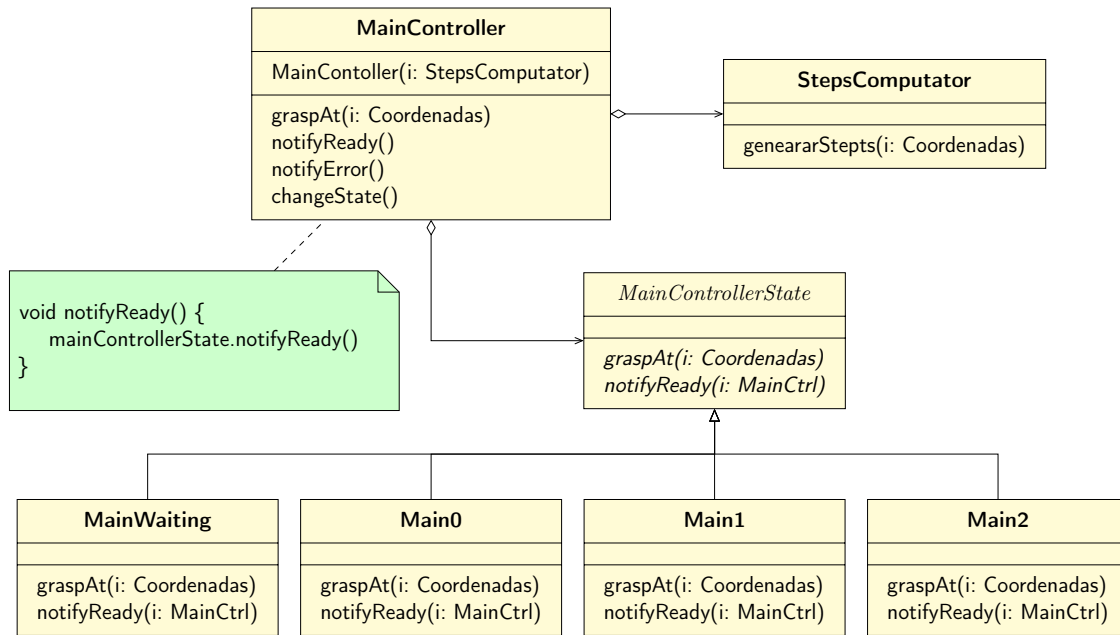 MainController
MainContoller(i: StepsComputator)
graspAt(i: Coordenadas)
notifyReady()
notifyError()
changeState()
StepsComputator
geneararStepts(i: Coordenadas)
void notifyReady() {
mainControllerState.notifyReady()
}
MainControllerState
graspAt(i: Coordenadas)
notifyReady(i: MainCtrl)
MainWaiting
graspAt(i: Coordenadas)
notifyReady(i: MainCtrl)
Main0
graspAt(i: Coordenadas)
notifyReady(i: MainCtrl)
Main1
graspAt(i: Coordenadas)
notifyReady(i: MainCtrl)
Main2
graspAt(i: Coordenadas)
notifyReady(i: MainCtrl)